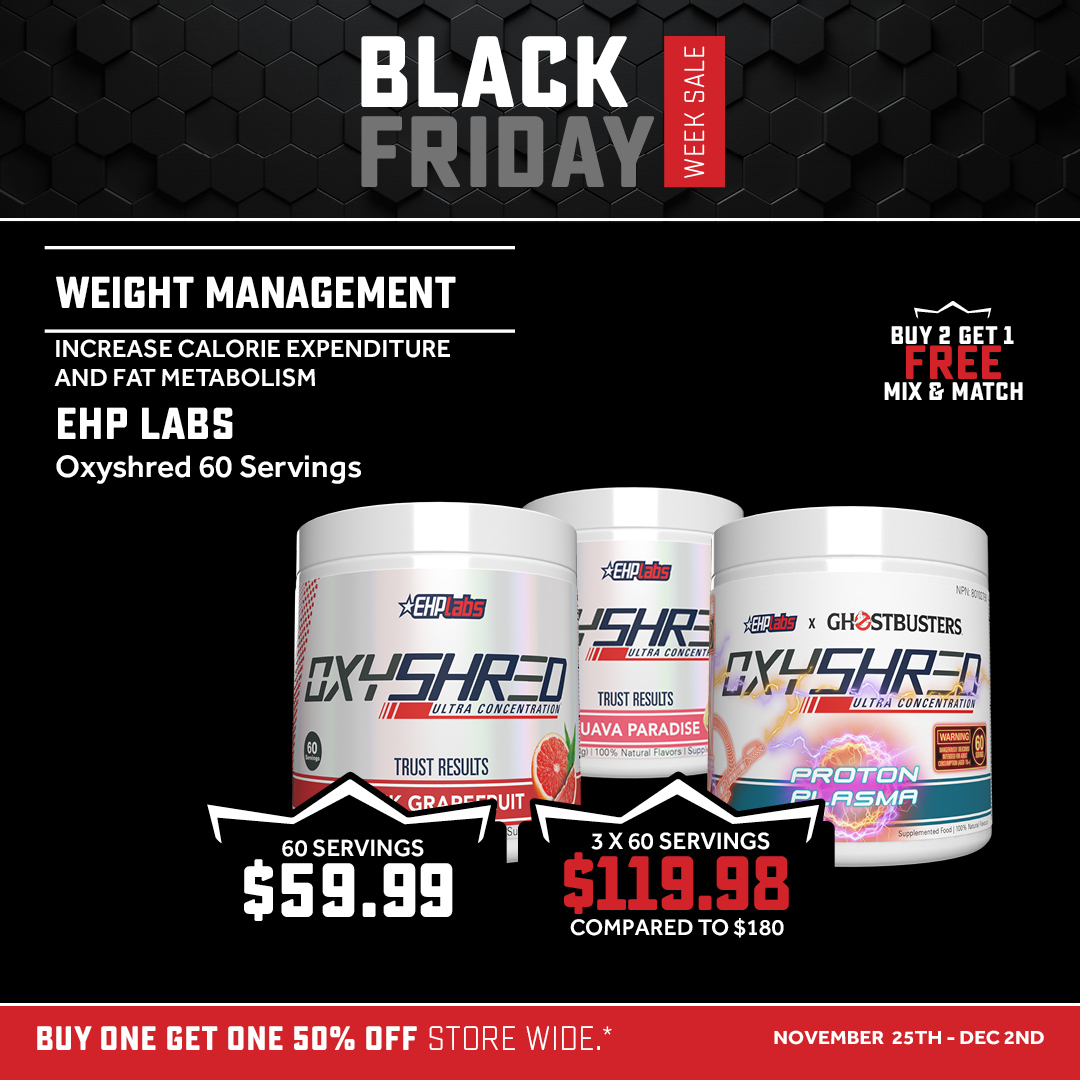 BLACK
FRIDAY
WEEK SALE
WEIGHT MANAGEMENT
INCREASE CALORIE EXPENDITURE
AND FAT METABOLISM
EHP LABS
Oxyshred 60 Servings
BUY 2 GET 1
FREE
MIX & MATCH
EHPlabs
OXYSHRED
ULTRA CONCENTRATION
60
Servings
TRUST RESULTS
GRAPEFRUIT
EHPlabs
ULTRA
TRUST RESULTS
PARADISE
100% Natural Flavors
NPN:
EHPlabs x GHOSTBUSTERS
OXYSHRED
ULTRA CONCENTRATION
WARNING
60
PROTON
PLASMA
Supplemented Food | 100% Natural
60 SERVINGS
$59.99
3 X 60 SERVINGS
$119.98
COMPARED TO $180
BUY ONE GET ONE 50% OFF STORE WIDE.*
NOVEMBER 25TH - DEC 2ND